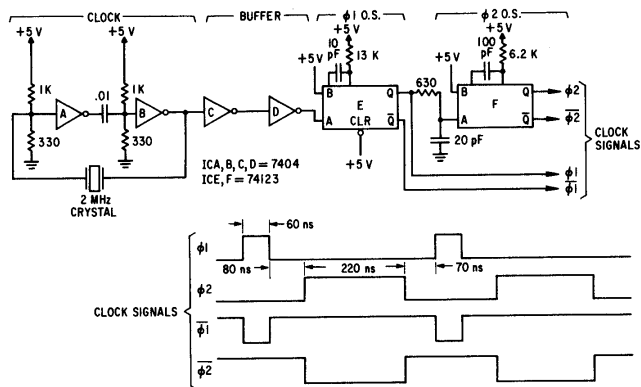 CLOCK
BUFFER
ϕ1 O.S.
ϕ2 O.S.
+5 V
+5 V
1K
1K
.01
A
B
330
330
2 MHz
CRYSTAL
C
D
ICA, B, C, D = 7404
ICE, F = 74123
+5 V
+5 V
10
pF
13 K
B
Q
E
A
CLR
Q̅
+5 V
630
20 pF
+5 V
+5 V
100
pF
6.2 K
B
Q
F
A
Q̅
ϕ2
ϕ̅2̅
ϕ1
ϕ̅1̅
CLOCK
SIGNALS
60 ns
ϕ1
80 ns
220 ns
70 ns
ϕ2
CLOCK SIGNALS
ϕ̅1̅
ϕ̅2̅